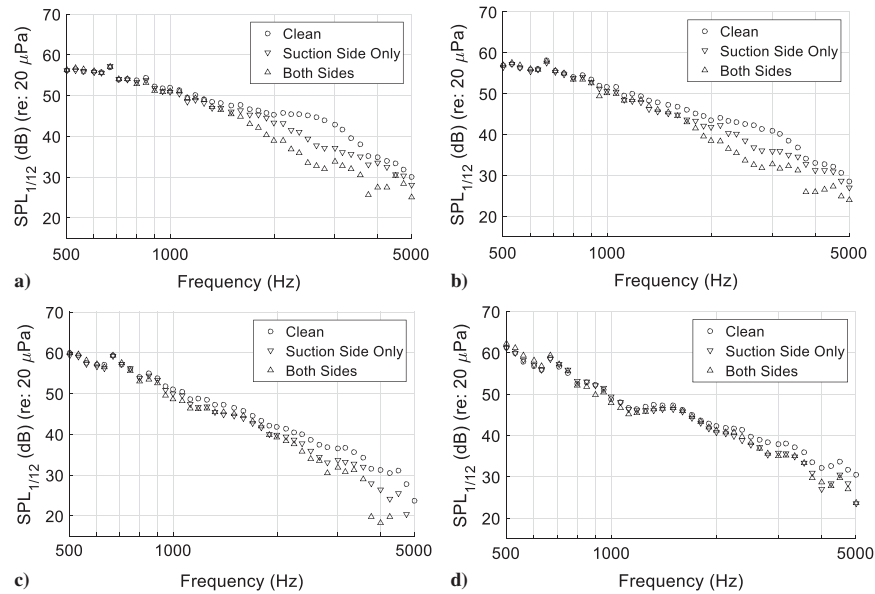 70
60
50
40
30
20
SPL1/12 (dB) (re: 20 μPa)
Clean
Suction Side Only
Both Sides
500
1000
5000
Frequency (Hz)
a)
70
60
50
40
30
20
SPL1/12 (dB) (re: 20 μPa)
Clean
Suction Side Only
Both Sides
500
1000
5000
Frequency (Hz)
b)
70
60
50
40
30
20
SPL1/12 (dB) (re: 20 μPa)
Clean
Suction Side Only
Both Sides
500
1000
5000
Frequency (Hz)
c)
70
60
50
40
30
20
SPL1/12 (dB) (re: 20 μPa)
Clean
Suction Side Only
Both Sides
500
1000
5000
Frequency (Hz)
d)